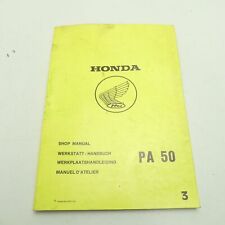 HONDA
SHOP MANUAL
WERKSTATT-HANDBUCH
WERKPLAATSHANDLEIDING
MANUEL D'ATELIER
PA 50
3